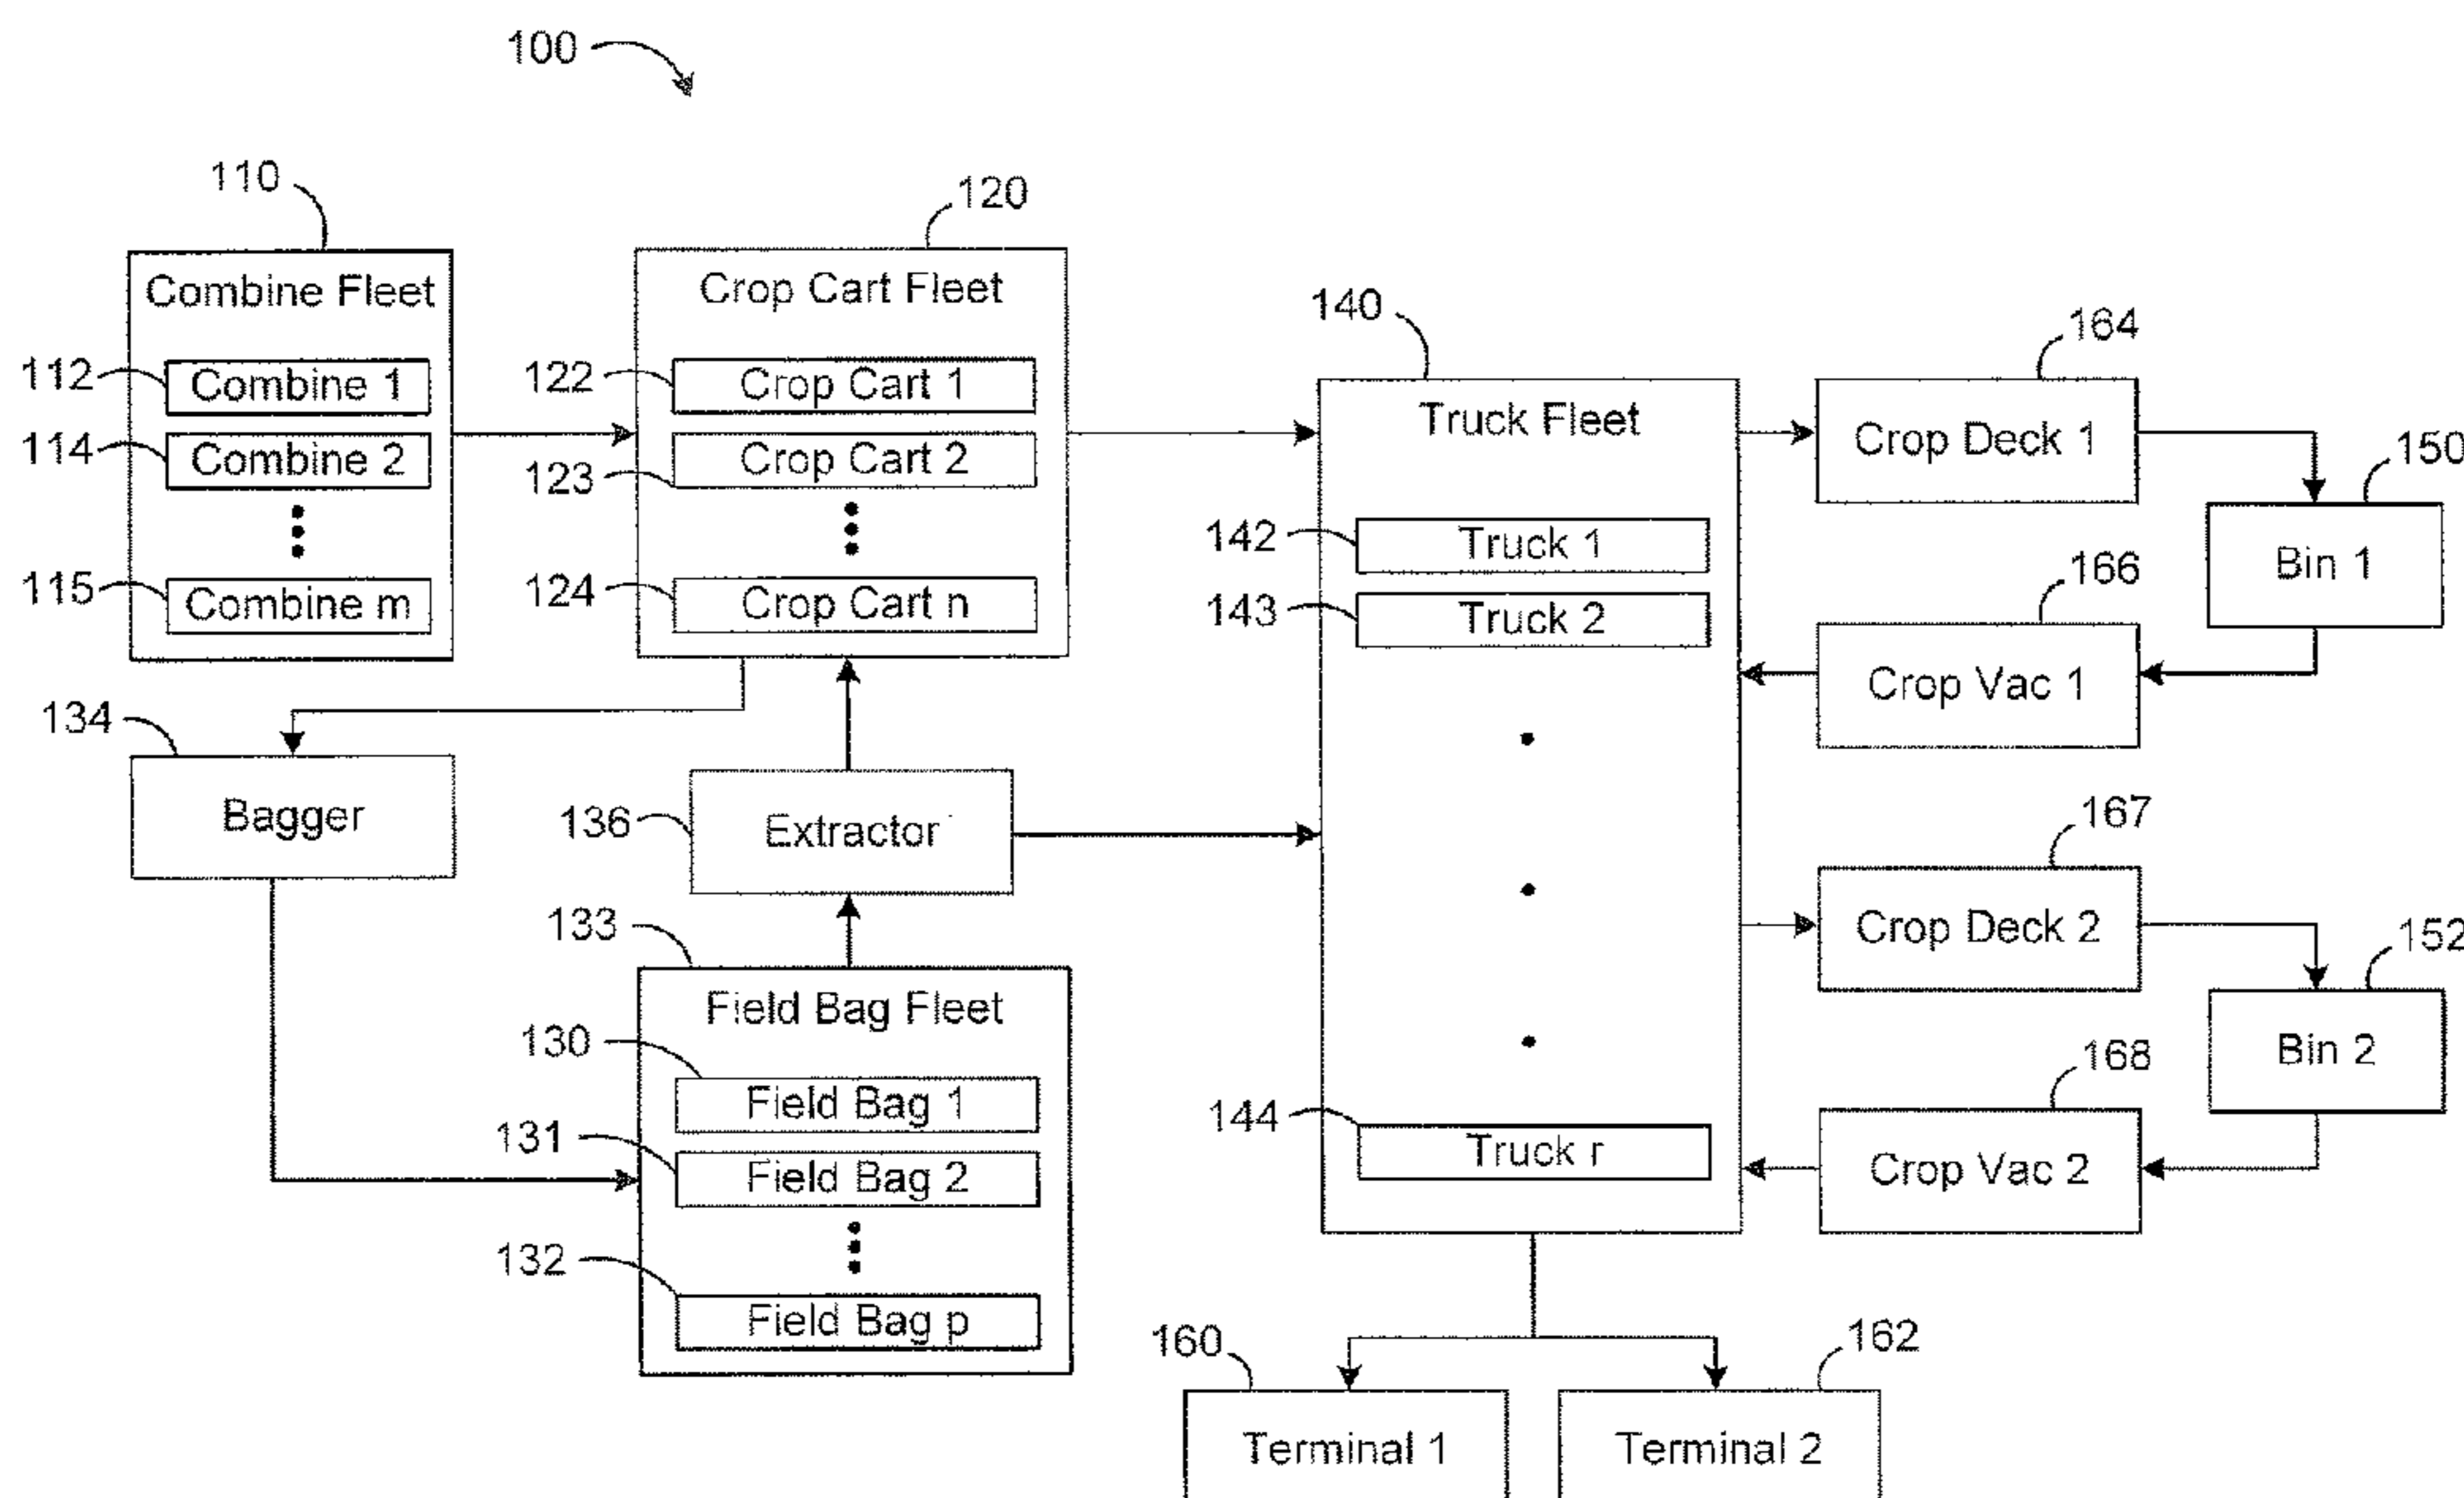 100
110
120
Combine Fleet
Crop Cart Fleet
140
164
112
Combine 1
122
Crop Cart 1
Truck Fleet
Crop Deck 1
114
Combine 2
123
Crop Cart 2
150
142
Truck 1
166
Bin 1
115
Combine m
124
Crop Cart n
143
Truck 2
Crop Vac 1
134
Bagger
136
Extractor
167
133
Crop Deck 2
152
Field Bag Fleet
130
168
Bin 2
Field Bag 1
144
131
Field Bag 2
Truck r
Crop Vac 2
132
Field Bag p
160
162
Terminal 1
Terminal 2